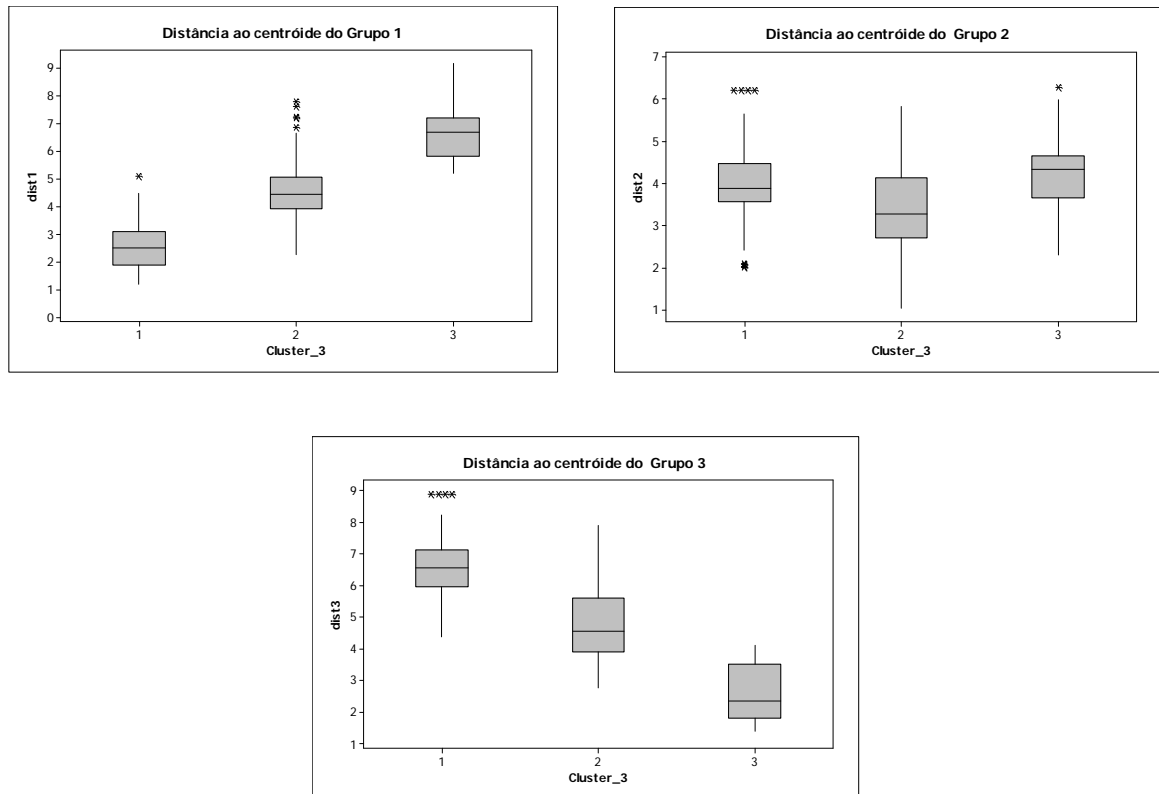 Distância ao centróide do Grupo 1
9
8
7
6
5
4
3
2
1
0
dist1
1 2 3
Cluster_3
Distância ao centróide do Grupo 2
7
6
5
4
3
2
1
dist2
1 2 3
Cluster_3
Distância ao centróide do Grupo 3
9
8
7
6
5
4
3
2
1
dist3
1 2 3
Cluster_3